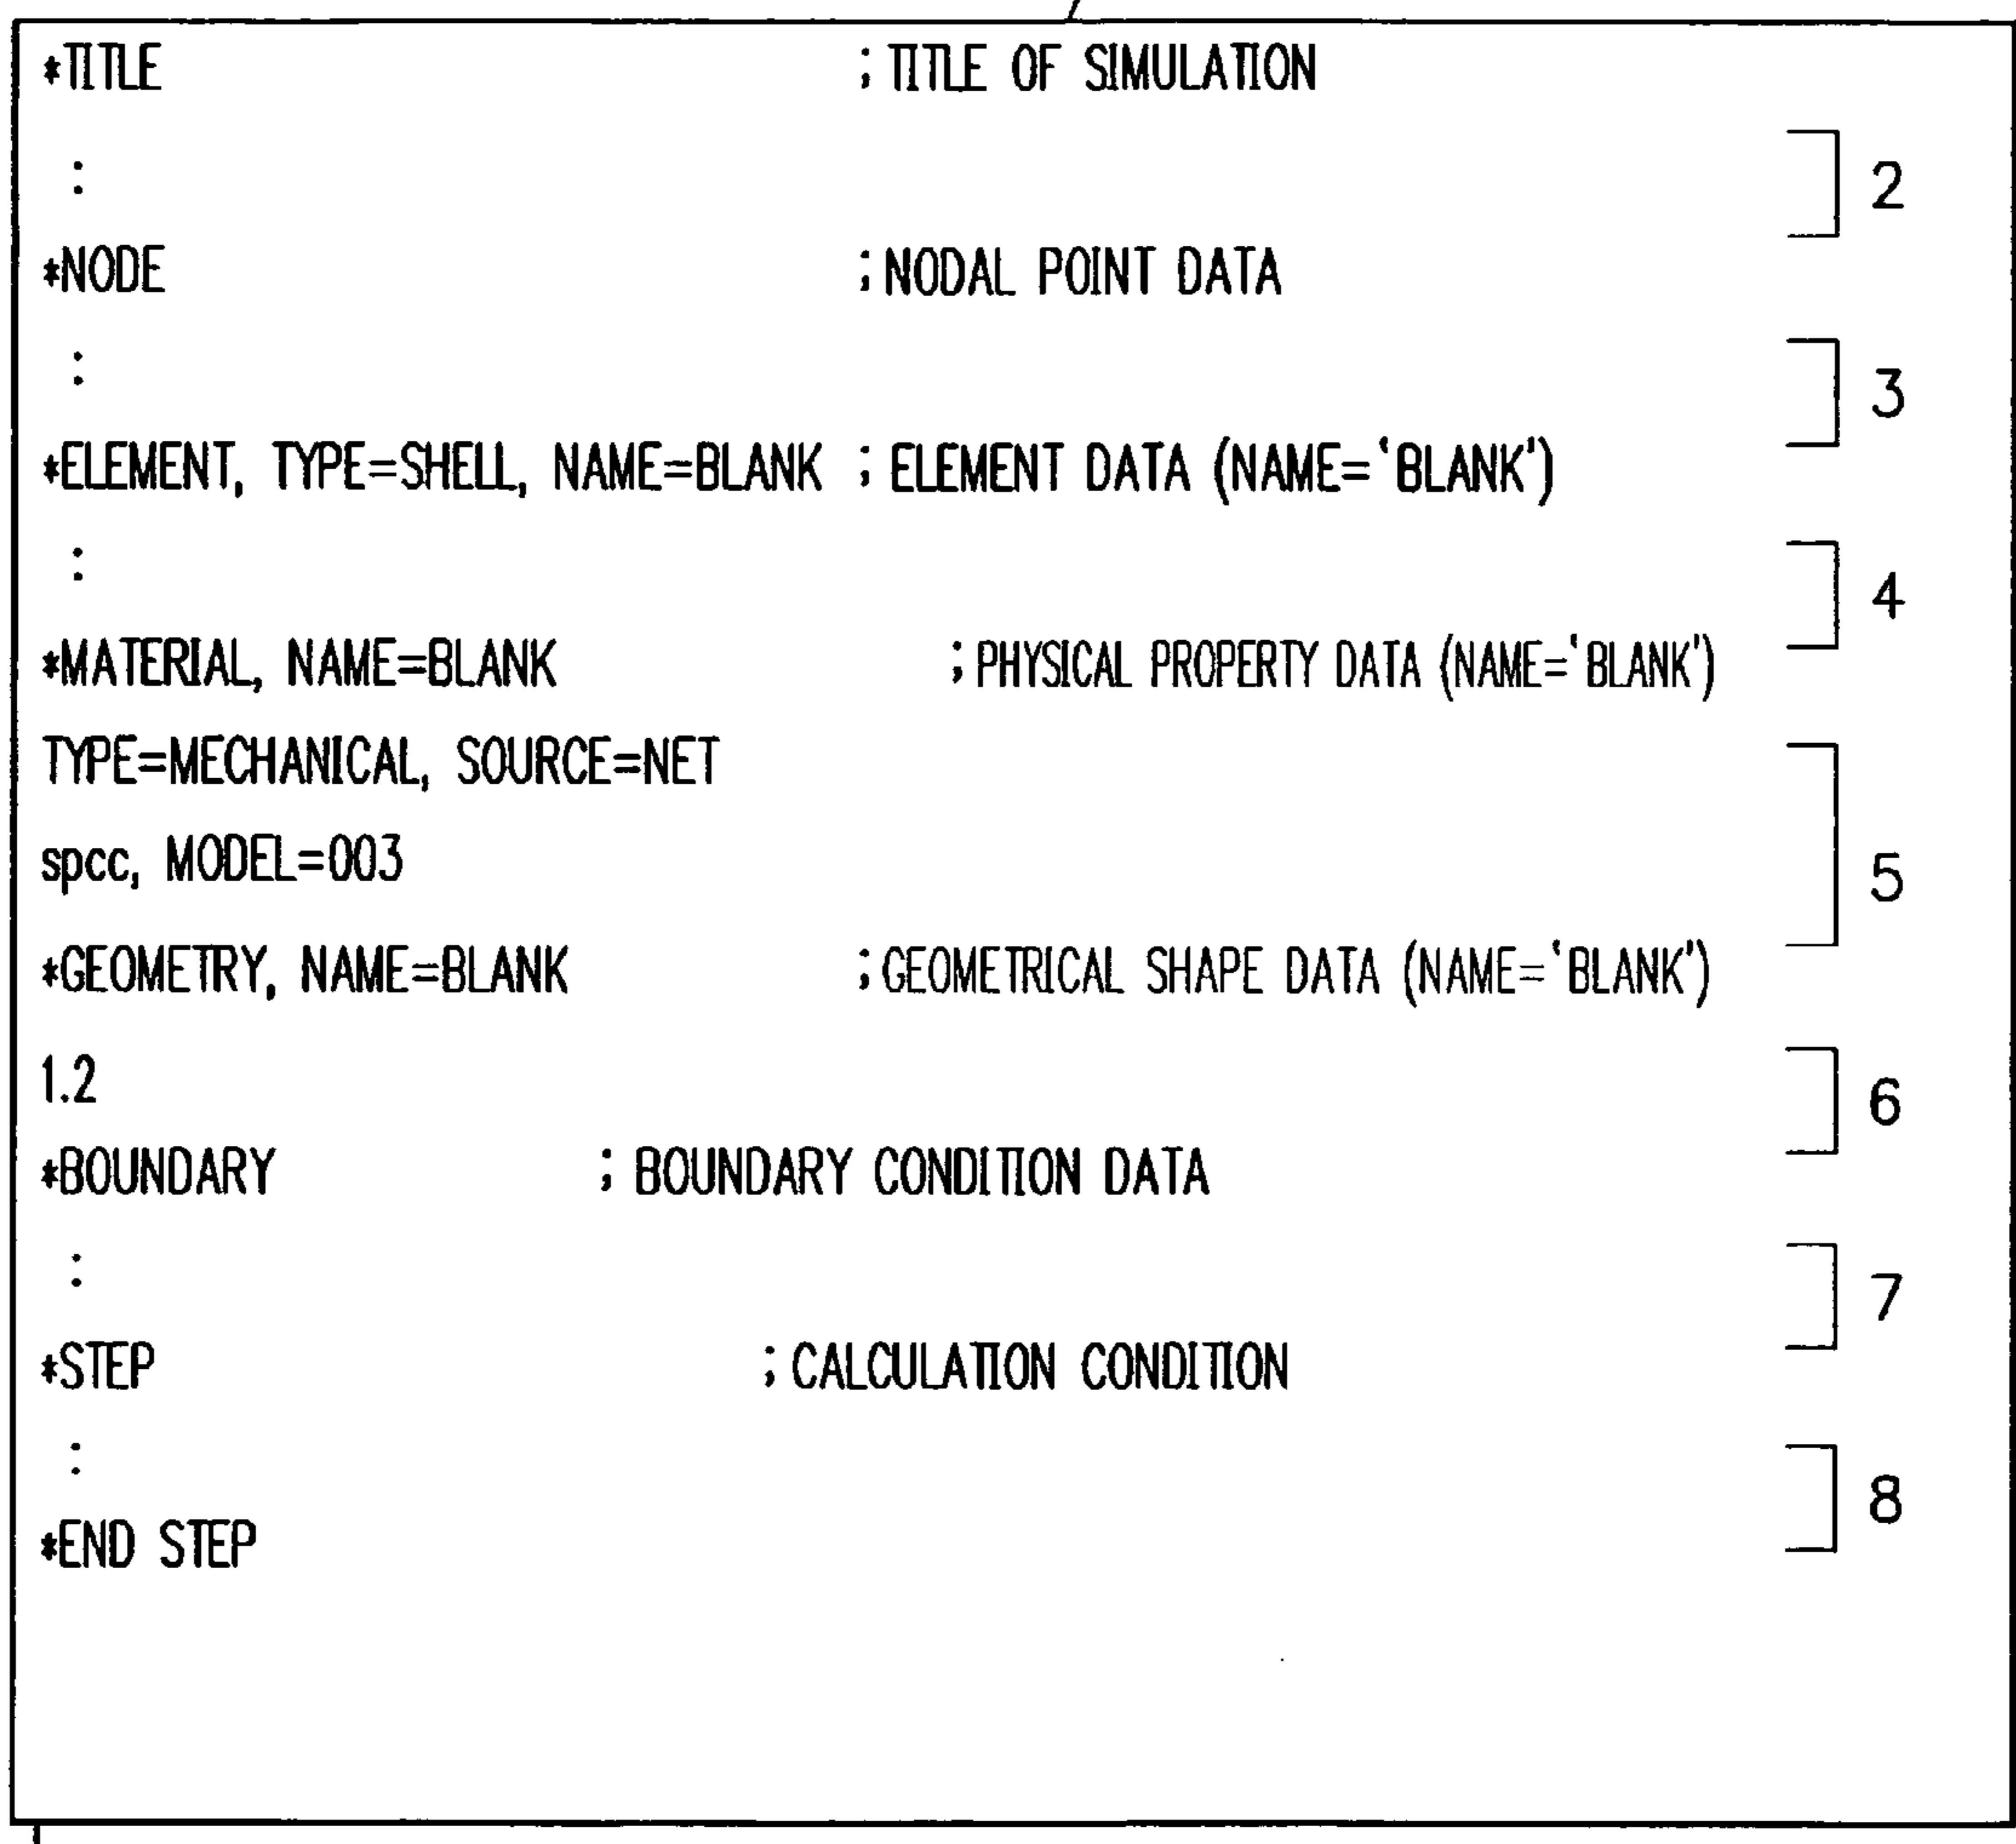 *TITLE ; TITLE OF SIMULATION
: 2
*NODE ; NODAL POINT DATA
: 3
*ELEMENT, TYPE=SHELL, NAME=BLANK ; ELEMENT DATA (NAME=‘BLANK’)
: 4
*MATERIAL, NAME=BLANK ; PHYSICAL PROPERTY DATA (NAME=‘BLANK’)
TYPE=MECHANICAL, SOURCE=NET
spcc, MODEL=003 5
*GEOMETRY, NAME=BLANK ; GEOMETRICAL SHAPE DATA (NAME=‘BLANK’)
1.2 6
*BOUNDARY ; BOUNDARY CONDITION DATA
: 7
*STEP ; CALCULATION CONDITION
: 8
*END STEP